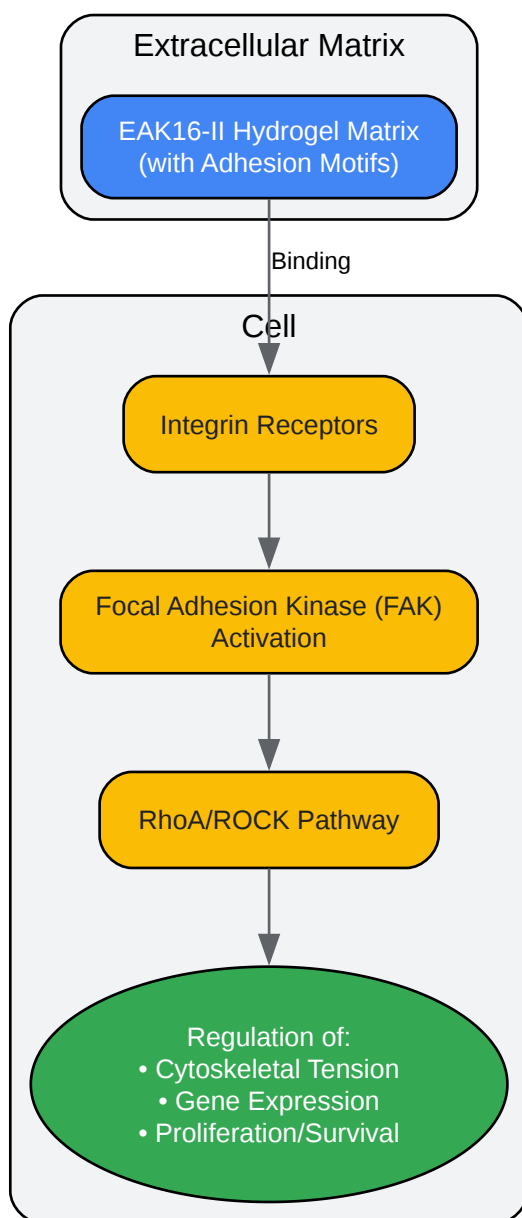 Extracellular Matrix
EAK16-II Hydrogel Matrix
(with Adhesion Motifs)
Binding
Cell
Integrin Receptors
Focal Adhesion Kinase (FAK)
Activation
RhoA/ROCK Pathway
Regulation of:
• Cytoskeletal Tension
• Gene Expression
• Proliferation/Survival